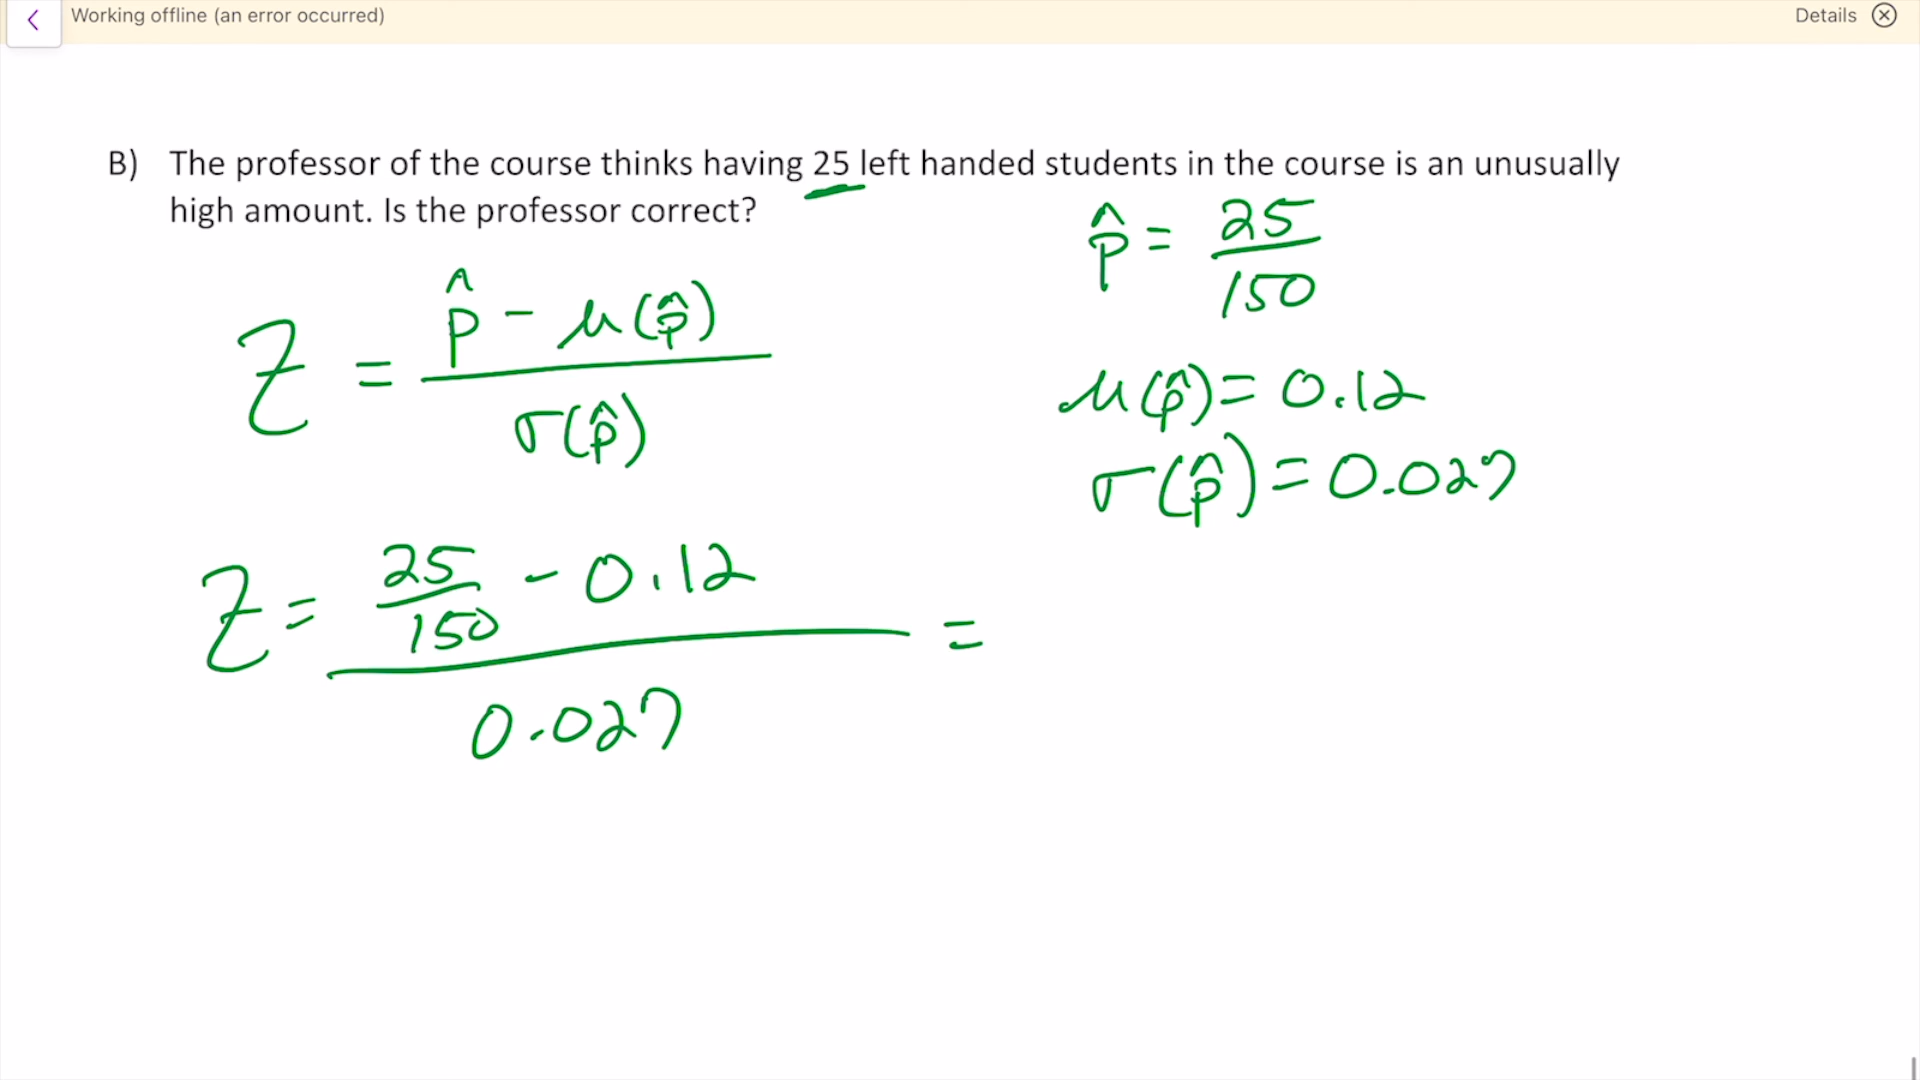 Working offline (an error occurred) Details
B) The professor of the course thinks having 25 left handed students in the course is an unusually
high amount. Is the professor correct?
p̂ = 25/150
Z = (p̂ - μ(p̂))/σ(p̂)
μ(p̂) = 0.12
σ(p̂) = 0.027
Z = (25/150 - 0.12)/0.027 =